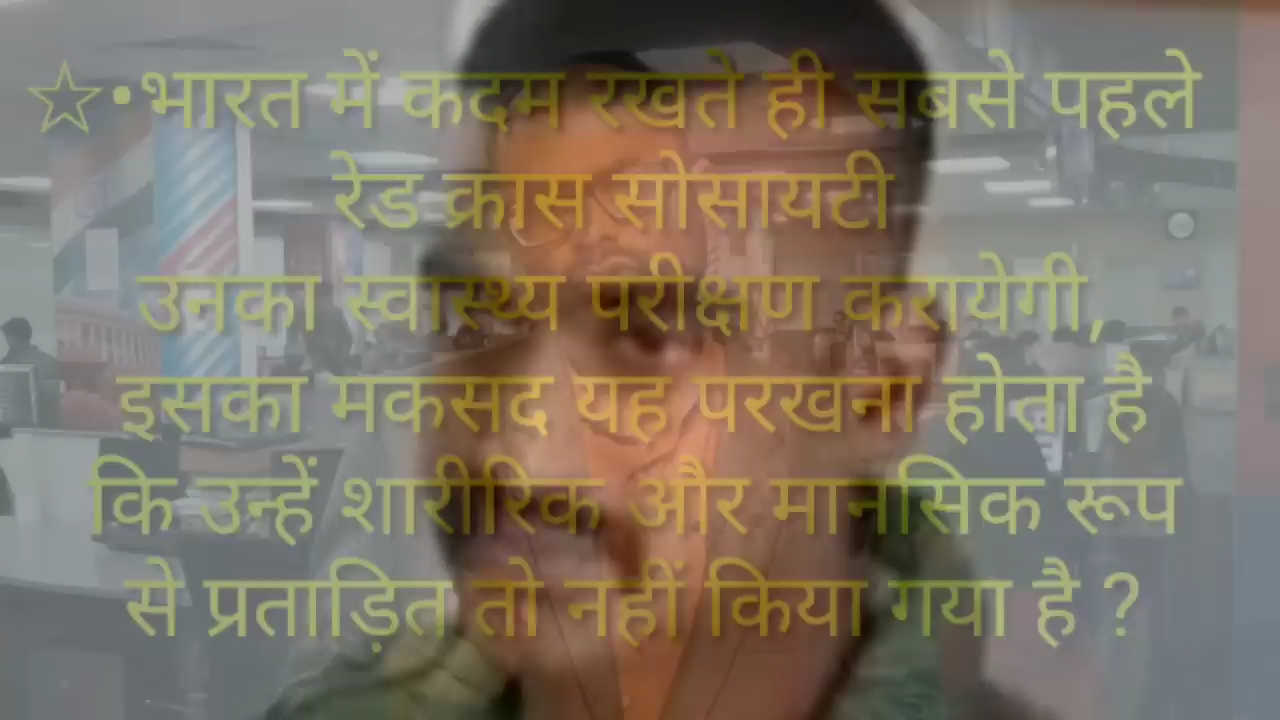 ☆•भारत में कदम रखते ही सबसे पहले
रेड क्रास सोसायटी
उनका स्वास्थ्य परीक्षण करायेगी,
इसका मकसद यह परखना होता है
कि उन्हें शारीरिक और मानसिक रूप
से प्रताड़ित तो नहीं किया गया है ?